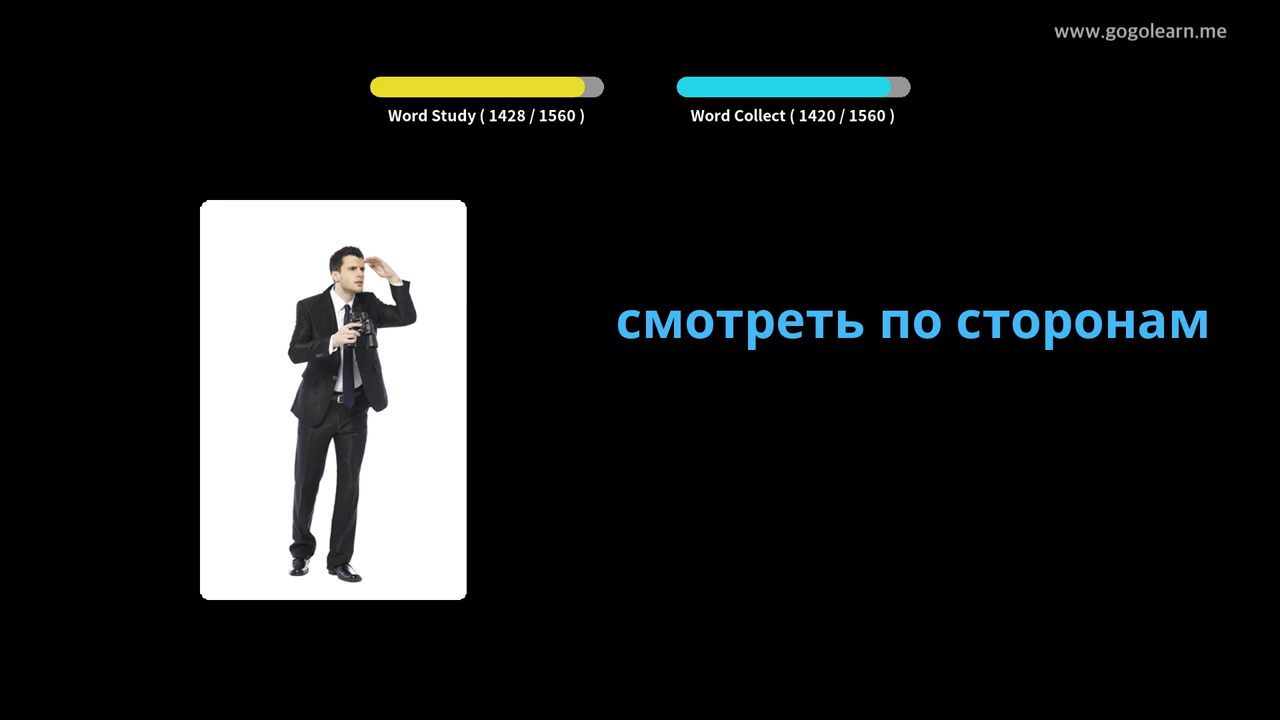 www.gogolearn.me
Word Study ( 1428 / 1560 )
Word Collect ( 1420 / 1560 )
смотреть по сторонам